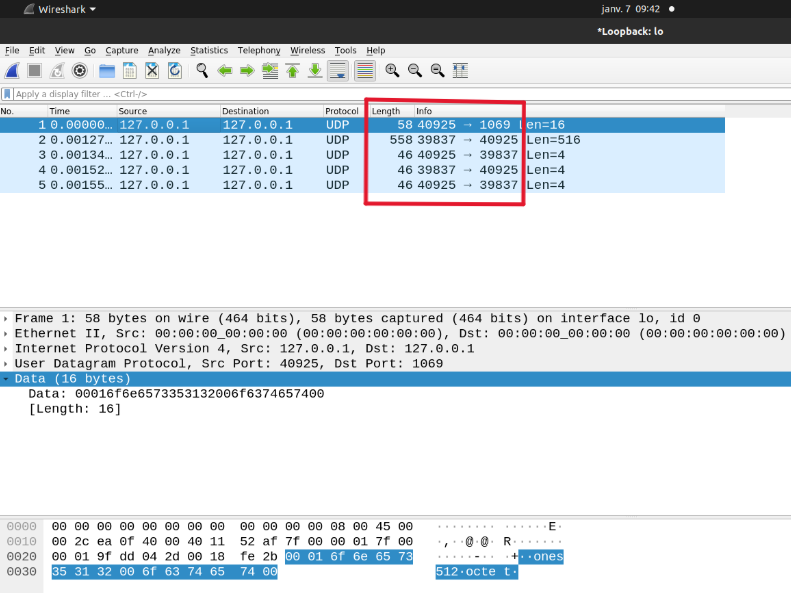 Wireshark janv. 7 09:42
*Loopback: lo
File Edit View Go Capture Analyze Statistics Telephony Wireless Tools Help
Apply a display filter ... <Ctrl-/>
No. Time Source Destination Protocol Length Info
1 0.00000… 127.0.0.1 127.0.0.1 UDP 58 40925 → 1069 Len=16
2 0.00127… 127.0.0.1 127.0.0.1 UDP 558 39837 → 40925 Len=516
3 0.00134… 127.0.0.1 127.0.0.1 UDP 46 40925 → 39837 Len=4
4 0.00152… 127.0.0.1 127.0.0.1 UDP 46 39837 → 40925 Len=4
5 0.00155… 127.0.0.1 127.0.0.1 UDP 46 40925 → 39837 Len=4
Frame 1: 58 bytes on wire (464 bits), 58 bytes captured (464 bits) on interface lo, id 0
Ethernet II, Src: 00:00:00_00:00:00 (00:00:00:00:00:00), Dst: 00:00:00_00:00:00 (00:00:00:00:00:00)
Internet Protocol Version 4, Src: 127.0.0.1, Dst: 127.0.0.1
User Datagram Protocol, Src Port: 40925, Dst Port: 1069
Data (16 bytes)
Data: 00016f6e6573353132006f6374657400
[Length: 16]
0000 00 00 00 00 00 00 00 00 00 00 00 00 08 00 45 00 ········ ······E·
0010 00 2c ea 0f 40 00 40 11 52 af 7f 00 00 01 7f 00 ·,··@·@· R·······
0020 00 01 9f dd 04 2d 00 18 fe 2b 00 01 6f 6e 65 73 ·····-·· ·+··ones
0030 35 31 32 00 6f 63 74 65 74 00 512·octe t·